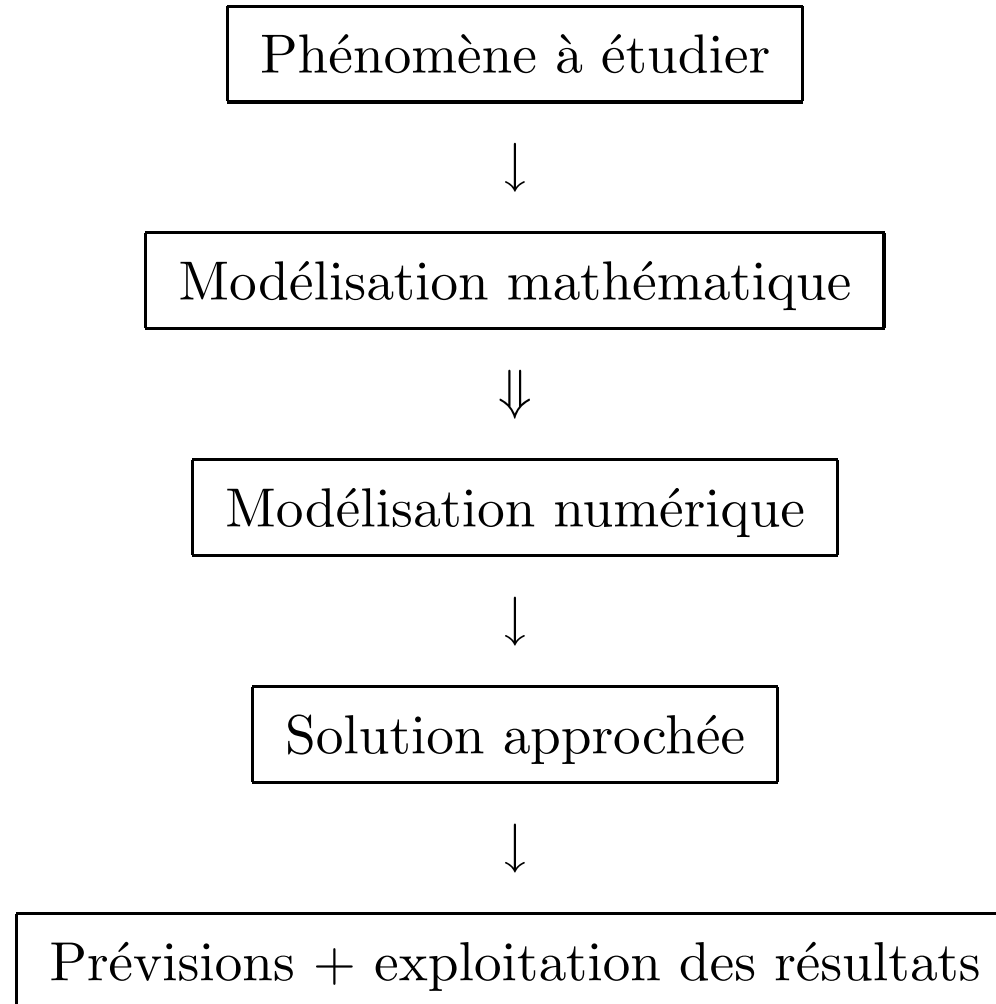 Phénomène à étudier
↓
Modélisation mathématique
⇓
Modélisation numérique
↓
Solution approchée
↓
Prévisions + exploitation des résultats